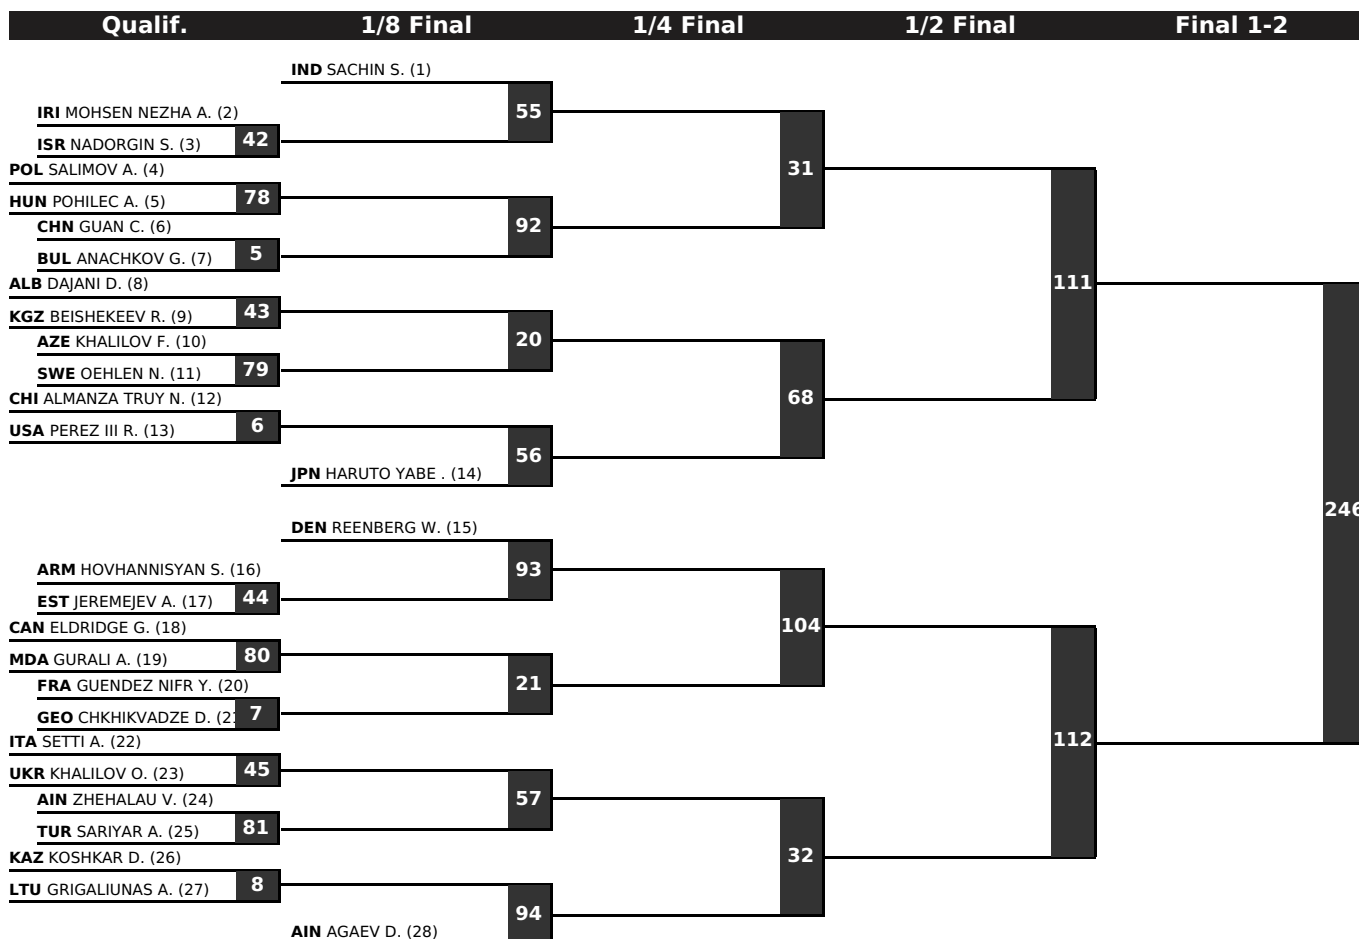 Qualif. 1/8 Final 1/4 Final 1/2 Final Final 1-2
IND SACHIN S. (1)
55
IRI MOHSEN NEZHA A. (2)
42
ISR NADORGIN S. (3)
31
POL SALIMOV A. (4)
78
HUN POHILEC A. (5)
92
CHN GUAN C. (6)
5
BUL ANACHKOV G. (7)
111
ALB DAJANI D. (8)
43
KGZ BEISHEKEEV R. (9)
20
AZE KHALILOV F. (10)
79
SWE OEHLEN N. (11)
68
CHI ALMANZA TRUY N. (12)
6
USA PEREZ III R. (13)
56
JPN HARUTO YABE . (14)
246
DEN REENBERG W. (15)
93
ARM HOVHANNISYAN S. (16)
44
EST JEREMEJEV A. (17)
104
CAN ELDRIDGE G. (18)
80
MDA GURALI A. (19)
21
FRA GUENDEZ NIFR Y. (20)
7
GEO CHKHIKVADZE D. (21
112
ITA SETTI A. (22)
45
UKR KHALILOV O. (23)
57
AIN ZHEHALAU V. (24)
81
TUR SARIYAR A. (25)
32
KAZ KOSHKAR D. (26)
8
LTU GRIGALIUNAS A. (27)
94
AIN AGAEV D. (28)